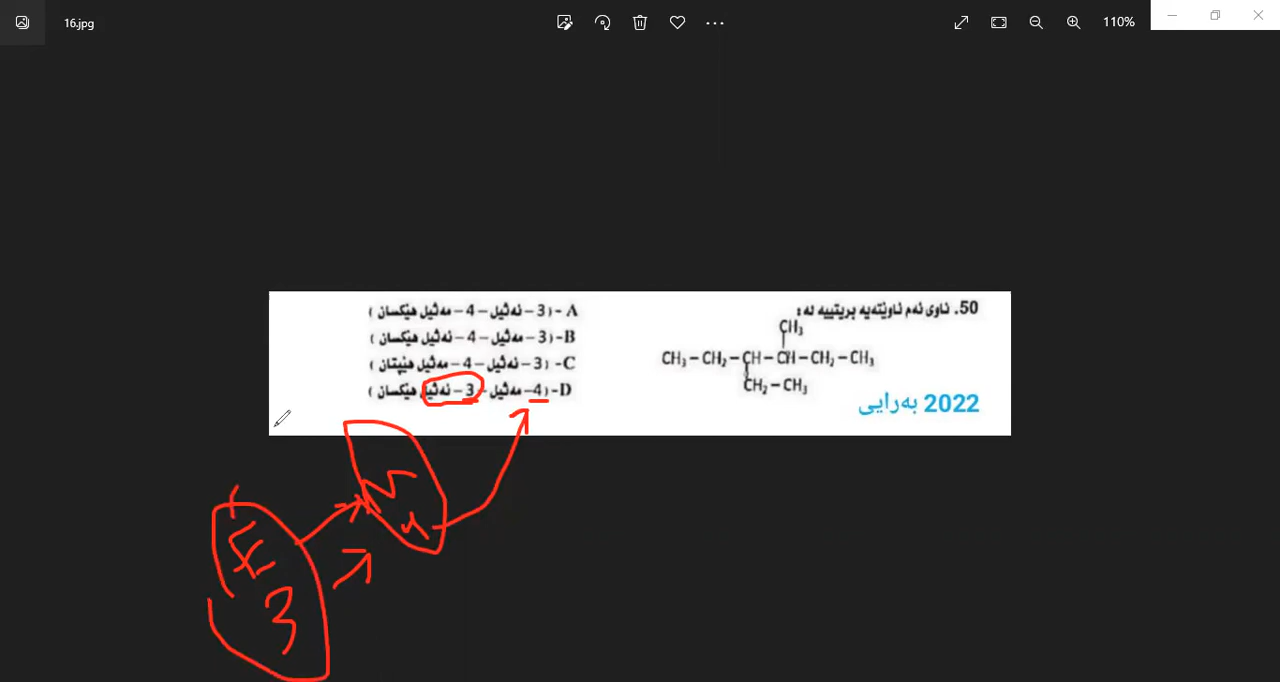 16.jpg
110%
50. ناوی ئەم ئاوێتەیە بریتییە لە:
CH₃
CH₃ – CH₂ – CH – CH – CH₂ – CH₃
CH₂ – CH₃
2022 بەرایی
A -(3- ئەثیل -4- مەثیل هێکسان )
B -(3- مەثیل -4- ئەثیل هێکسان )
C -(3- ئەثیل -4- مەثیل هێپتان )
D -(4- مەثیل -3- ئەثیل هێکسان )
M
4
E
3